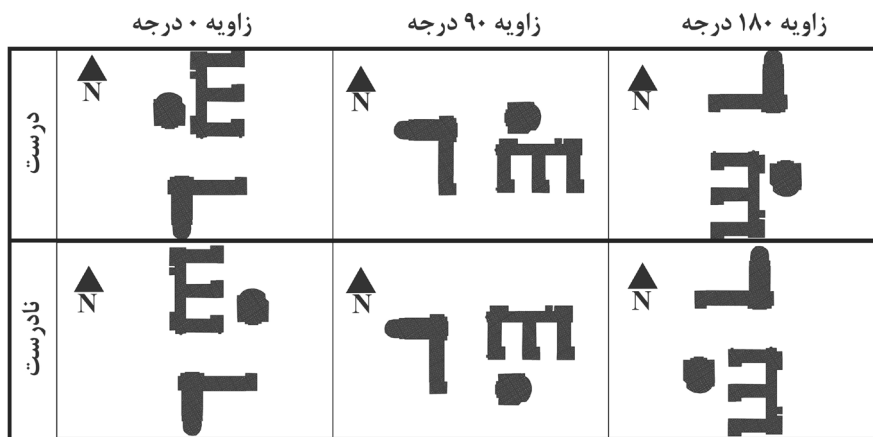 زاویه ۰ درجه زاویه ۹۰ درجه زاویه ۱۸۰ درجه
درست
N N N
نادرست
N N N